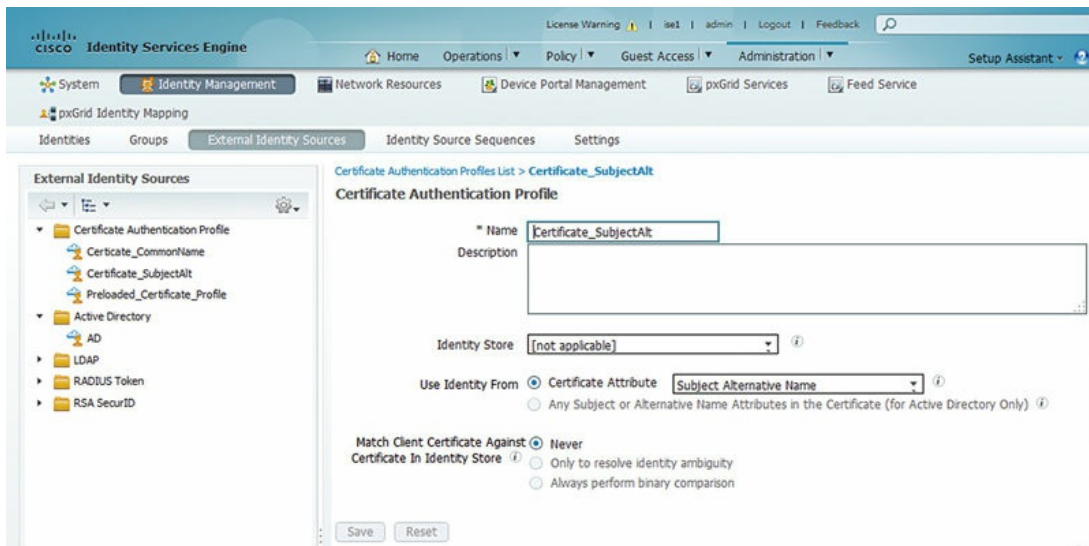 License Warning | ise1 | admin | Logout | Feedback
CISCO Identity Services Engine
Home Operations | Policy | Guest Access | Administration | Setup Assistant
System Identity Management Network Resources Device Portal Management pxGrid Services Feed Service
pxGrid Identity Mapping
Identities Groups External Identity Sources Identity Source Sequences Settings
External Identity Sources
Certificate Authentication Profile
Certicate_CommonName
Certificate_SubjectAlt
Preloaded_Certificate_Profile
Active Directory
AD
LDAP
RADIUS Token
RSA SecurID
Certificate Authentication Profiles List > Certificate_SubjectAlt
Certificate Authentication Profile
* Name Certificate_SubjectAlt
Description
Identity Store [not applicable]
Use Identity From Certificate Attribute Subject Alternative Name
Any Subject or Alternative Name Attributes in the Certificate (for Active Directory Only)
Match Client Certificate Against Never
Certificate In Identity Store Only to resolve identity ambiguity
Always perform binary comparison
Save Reset